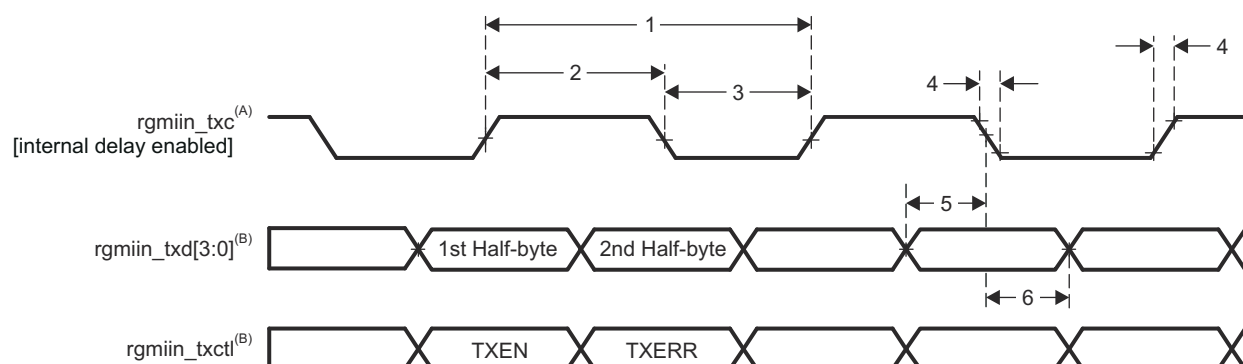 1
2
3
4
4
rgmiin_txc(A)
[internal delay enabled]
5
rgmiin_txd[3:0](B)
1st Half-byte
2nd Half-byte
6
rgmiin_txctl(B)
TXEN
TXERR